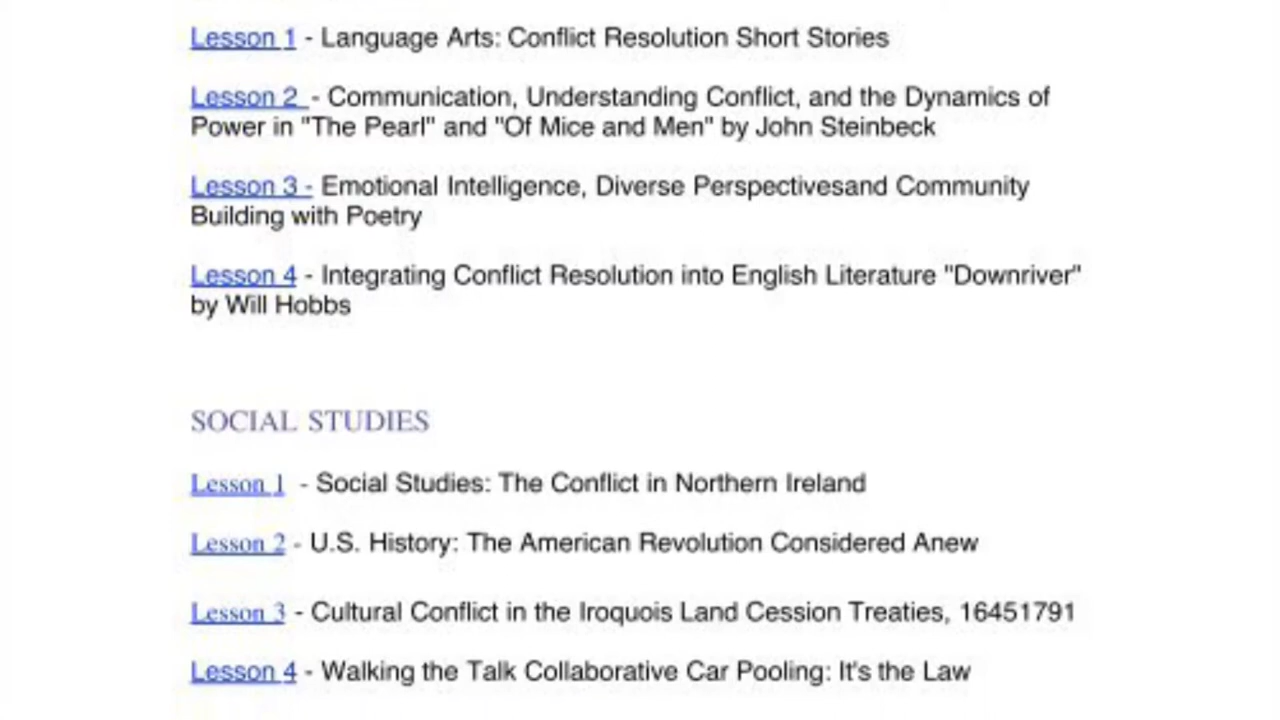 Lesson 1 - Language Arts: Conflict Resolution Short Stories
Lesson 2 - Communication, Understanding Conflict, and the Dynamics of
Power in "The Pearl" and "Of Mice and Men" by John Steinbeck
Lesson 3 - Emotional Intelligence, Diverse Perspectivesand Community
Building with Poetry
Lesson 4 - Integrating Conflict Resolution into English Literature "Downriver"
by Will Hobbs
SOCIAL STUDIES
Lesson 1 - Social Studies: The Conflict in Northern Ireland
Lesson 2 - U.S. History: The American Revolution Considered Anew
Lesson 3 - Cultural Conflict in the Iroquois Land Cession Treaties, 16451791
Lesson 4 - Walking the Talk Collaborative Car Pooling: It's the Law